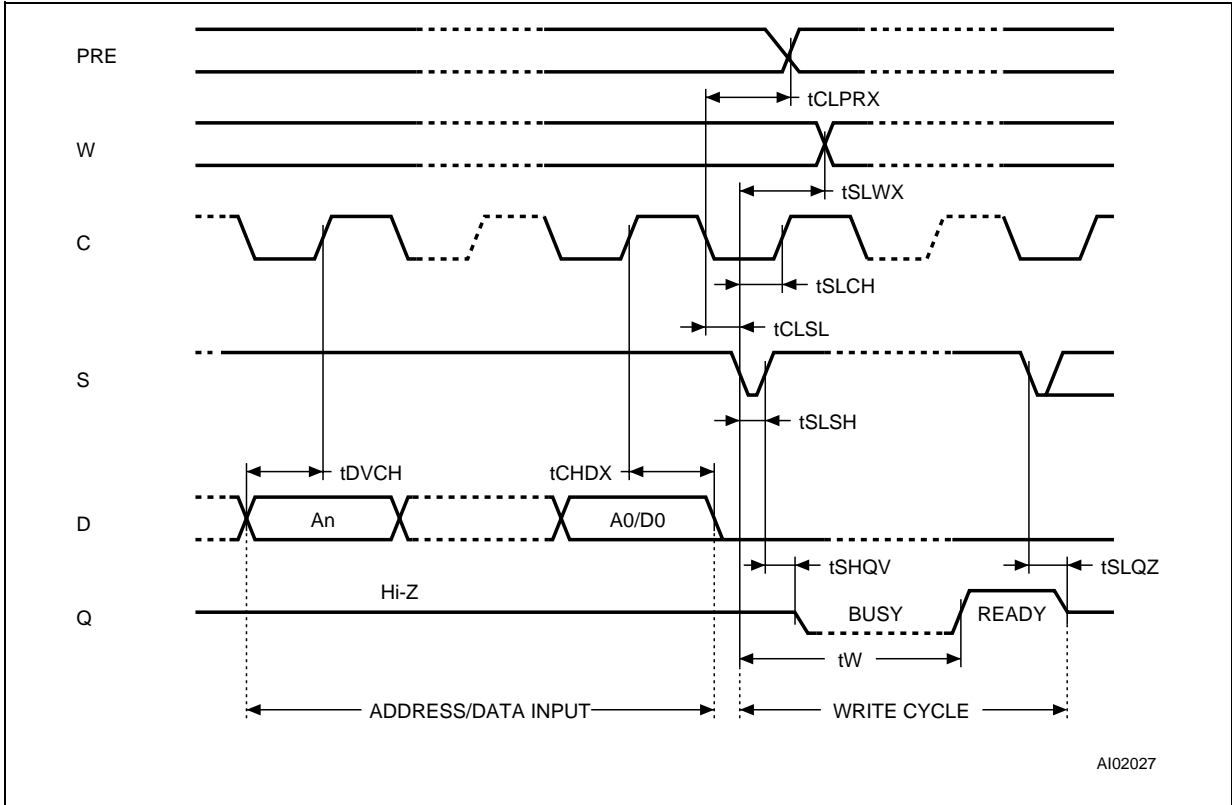 PRE
tCLPRX
W
tSLWX
C
tSLCH
tCLSL
S
tSLSH
tDVCH
tCHDX
D
An
A0/D0
tSHQV
tSLQZ
Hi-Z
Q
BUSY
READY
tW
ADDRESS/DATA INPUT
WRITE CYCLE
AI02027